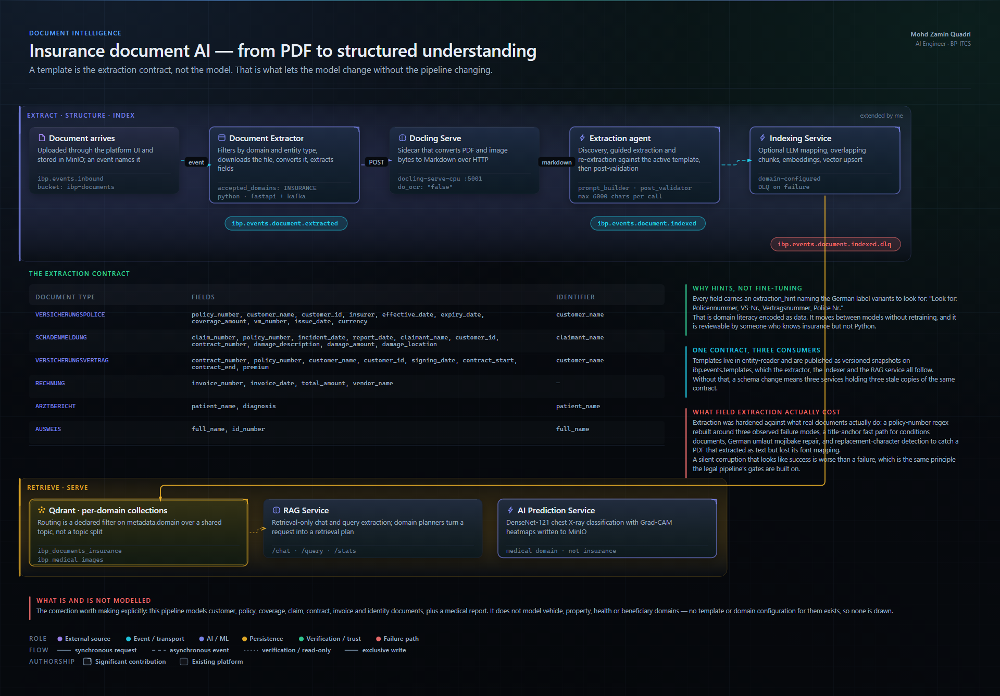 DOCUMENT INTELLIGENCE
Insurance document AI — from PDF to structured understanding
A template is the extraction contract, not the model. That is what lets the model change without the pipeline changing.
Mohd Zamin Quadri
AI Engineer · BP-ITCS
EXTRACT · STRUCTURE · INDEX
extended by me
Document arrives
Uploaded through the platform UI and
stored in MinIO; an event names it
ibp.events.inbound
bucket: ibp-documents
event
Document Extractor
Filters by domain and entity type,
downloads the file, converts it, extracts
fields
accepted_domains: INSURANCE
python · fastapi + kafka
POST
Docling Serve
Sidecar that converts PDF and image
bytes to Markdown over HTTP
docling-serve-cpu :5001
do_ocr: "false"
markdown
Extraction agent
Discovery, guided extraction and
re-extraction against the active template,
then post-validation
prompt_builder · post_validator
max 6000 chars per call
Indexing Service
Optional LLM mapping, overlapping
chunks, embeddings, vector upsert
domain-configured
DLQ on failure
ibp.events.document.extracted
ibp.events.document.indexed
ibp.events.document.indexed.dlq
THE EXTRACTION CONTRACT
DOCUMENT TYPE FIELDS IDENTIFIER
VERSICHERUNGSPOLICE policy_number, customer_name, customer_id, insurer, effective_date, expiry_date, customer_name
coverage_amount, vm_number, issue_date, currency
SCHADENMELDUNG claim_number, policy_number, incident_date, report_date, claimant_name, customer_id, claimant_name
contract_number, damage_description, damage_amount, damage_location
VERSICHERUNGSVERTRAG contract_number, policy_number, customer_name, customer_id, signing_date, contract_start, customer_name
contract_end, premium
RECHNUNG invoice_number, invoice_date, total_amount, vendor_name —
ARZTBERICHT patient_name, diagnosis patient_name
AUSWEIS full_name, id_number full_name
WHY HINTS, NOT FINE-TUNING
Every field carries an extraction_hint naming the German label variants to look for: "Look for:
Policennummer, VS-Nr., Vertragsnummer, Police Nr."
That is domain literacy encoded as data. It moves between models without retraining, and it
is reviewable by someone who knows insurance but not Python.
ONE CONTRACT, THREE CONSUMERS
Templates live in entity-reader and are published as versioned snapshots on
ibp.events.templates, which the extractor, the indexer and the RAG service all follow.
Without that, a schema change means three services holding three stale copies of the same
contract.
WHAT FIELD EXTRACTION ACTUALLY COST
Extraction was hardened against what real documents actually do: a policy-number regex
rebuilt around three observed failure modes, a title-anchor fast path for conditions
documents, German umlaut mojibake repair, and replacement-character detection to catch a
PDF that extracted as text but lost its font mapping.
A silent corruption that looks like success is worse than a failure, which is the same principle
the legal pipeline's gates are built on.
RETRIEVE · SERVE
Qdrant · per-domain collections
Routing is a declared filter on metadata.domain over a shared
topic, not a topic split
ibp_documents_insurance
ibp_medical_images
RAG Service
Retrieval-only chat and query extraction; domain planners turn a
request into a retrieval plan
/chat · /query · /stats
AI Prediction Service
DenseNet-121 chest X-ray classification with Grad-CAM
heatmaps written to MinIO
medical domain · not insurance
WHAT IS AND IS NOT MODELLED
The correction worth making explicitly: this pipeline models customer, policy, coverage, claim, contract, invoice and identity documents, plus a medical report. It does not model vehicle, property, health or beneficiary domains — no template or domain configuration for them exists, so none is drawn.
ROLE External source Event / transport AI / ML Persistence Verification / trust Failure path
FLOW synchronous request asynchronous event verification / read-only exclusive write
AUTHORSHIP Significant contribution Existing platform